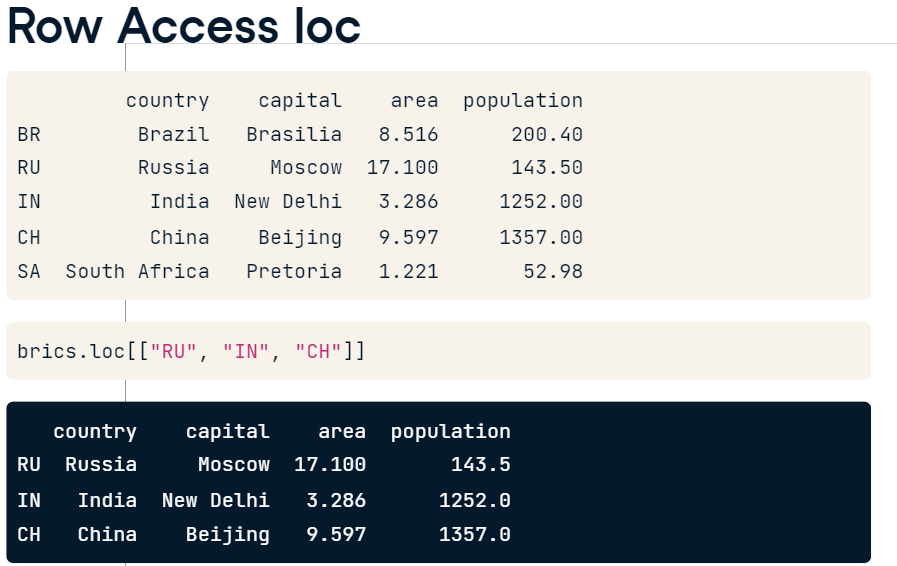 Row Access loc
country capital area population
BR Brazil Brasilia 8.516 200.40
RU Russia Moscow 17.100 143.50
IN India New Delhi 3.286 1252.00
CH China Beijing 9.597 1357.00
SA South Africa Pretoria 1.221 52.98
brics.loc[["RU", "IN", "CH"]]
country capital area population
RU Russia Moscow 17.100 143.5
IN India New Delhi 3.286 1252.0
CH China Beijing 9.597 1357.0